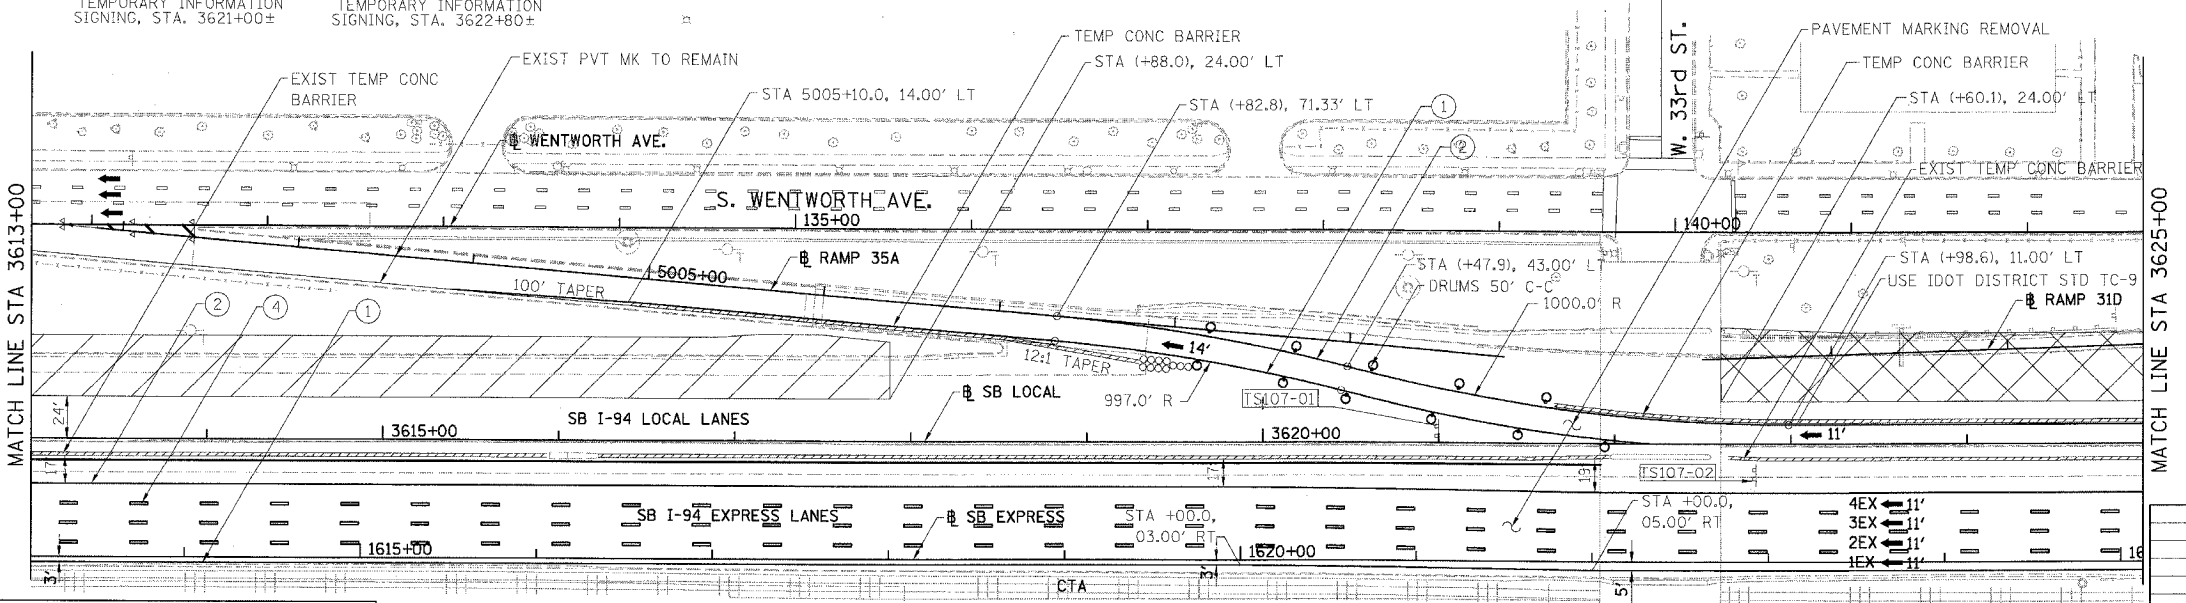 TEMPORARY INFORMATION
SIGNING, STA. 3621+00±
TEMPORARY INFORMATION
SIGNING, STA. 3622+80±
EXIST TEMP CONC
BARRIER
EXIST PVT MK TO REMAIN
STA 5005+10.0, 14.00' LT
TEMP CONC BARRIER
STA (+88.0), 24.00' LT
STA (+82.8), 71.33' LT
1
2
W. 33rd ST.
PAVEMENT MARKING REMOVAL
TEMP CONC BARRIER
STA (+60.1), 24.00' LT
EXIST TEMP CONC BARRIER
MATCH LINE STA 3613+00
MATCH LINE STA 3625+00
WENTWORTH AVE.
S. WENTWORTH AVE.
135+00
140+00
5005+00
RAMP 35A
100' TAPER
STA (+47.9), 43.00' LT
DRUMS 50' C-C
1000.0' R
STA (+98.6), 11.00' LT
USE IDOT DISTRICT STD TC-9
RAMP 31D
2
4
1
14'
12:1 TAPER
997.0' R
TS107-01
SB LOCAL
24'
SB I-94 LOCAL LANES
3615+00
3620+00
11'
17'
17'
19'
TS107-02
SB I-94 EXPRESS LANES
SB EXPRESS
STA +00.0,
03.00' RT
STA +00.0,
05.00' RT
4EX 11'
3EX 11'
2EX 11'
1EX 11'
1615+00
1620+00
3'
3'
5'
CTA